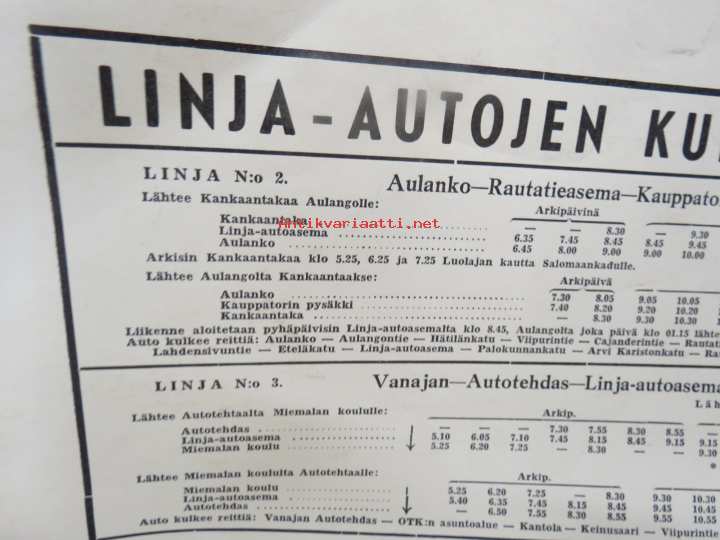 LINJA-AUTOJEN
LINJA N:o 2. Aulanko—Rautatieasema—Kauppator
Lähtee Kankaantakaa Aulangolle: Arkipäivinä
Kankaantaka — — 8.30 — 9.30
antikvariaatti.net
Linja-autoasema 6.35 7.45 8.45 8.45 9.45
Aulanko 6.45 8.00 9.00 9.00 10.00
Arkisin Kankaantakaa klo 5.25, 6.25 ja 7.25 Luolajan kautta Salomaankadulle.
Lähtee Aulangolta Kankaantaakse: Arkipäivä
Aulanko 7.30 8.05 9.05 10.05
Kauppatorin pysäkki 7.40 8.20 9.20 10.20
Kankaantaka — 8.30 9.30 10.30
Liikenne aloitetaan pyhäpäivisin Linja-autoasemalta klo 8.45, Aulangolta joka päivä klo 01.15 lähte
Auto kulkee reittiä: Aulanko — Aulangontie — Hätilänkatu — Viipurintie — Cajanderintie — Rautat
Lahdensivuntie — Eteläkatu — Linja-autoasema — Palokunnankatu — Arvi Karistonkatu — Ra
LINJA N:o 3. Vanajan—Autotehdas—Linja-autoasema
Läh
Lähtee Autotehtaalta Miemalan koululle: Arkip.
Autotehdas — — — 7.30 7.55 8.30 8.55 —
Linja-autoasema 5.10 6.05 7.10 7.45 8.15 8.45 9.15 9.15
Miemalan koulu 5.25 6.20 7.25 — 8.30 — — 9.30
Lähtee Miemalan koululta Autotehtaalle: Arkip.
Miemalan koulu 5.25 6.20 7.25 — 8.30 9.30 10.30
Linja-autoasema 5.40 6.35 7.45 8.15 8.45 9.45 10.45
Autotehdas — 6.50 7.55 8.30 8.55 9.55 10.55
Auto kulkee reittiä: Vanajan Autotehdas — OTK:n asuntoalue — Kantola — Keinusaari — Viipurint